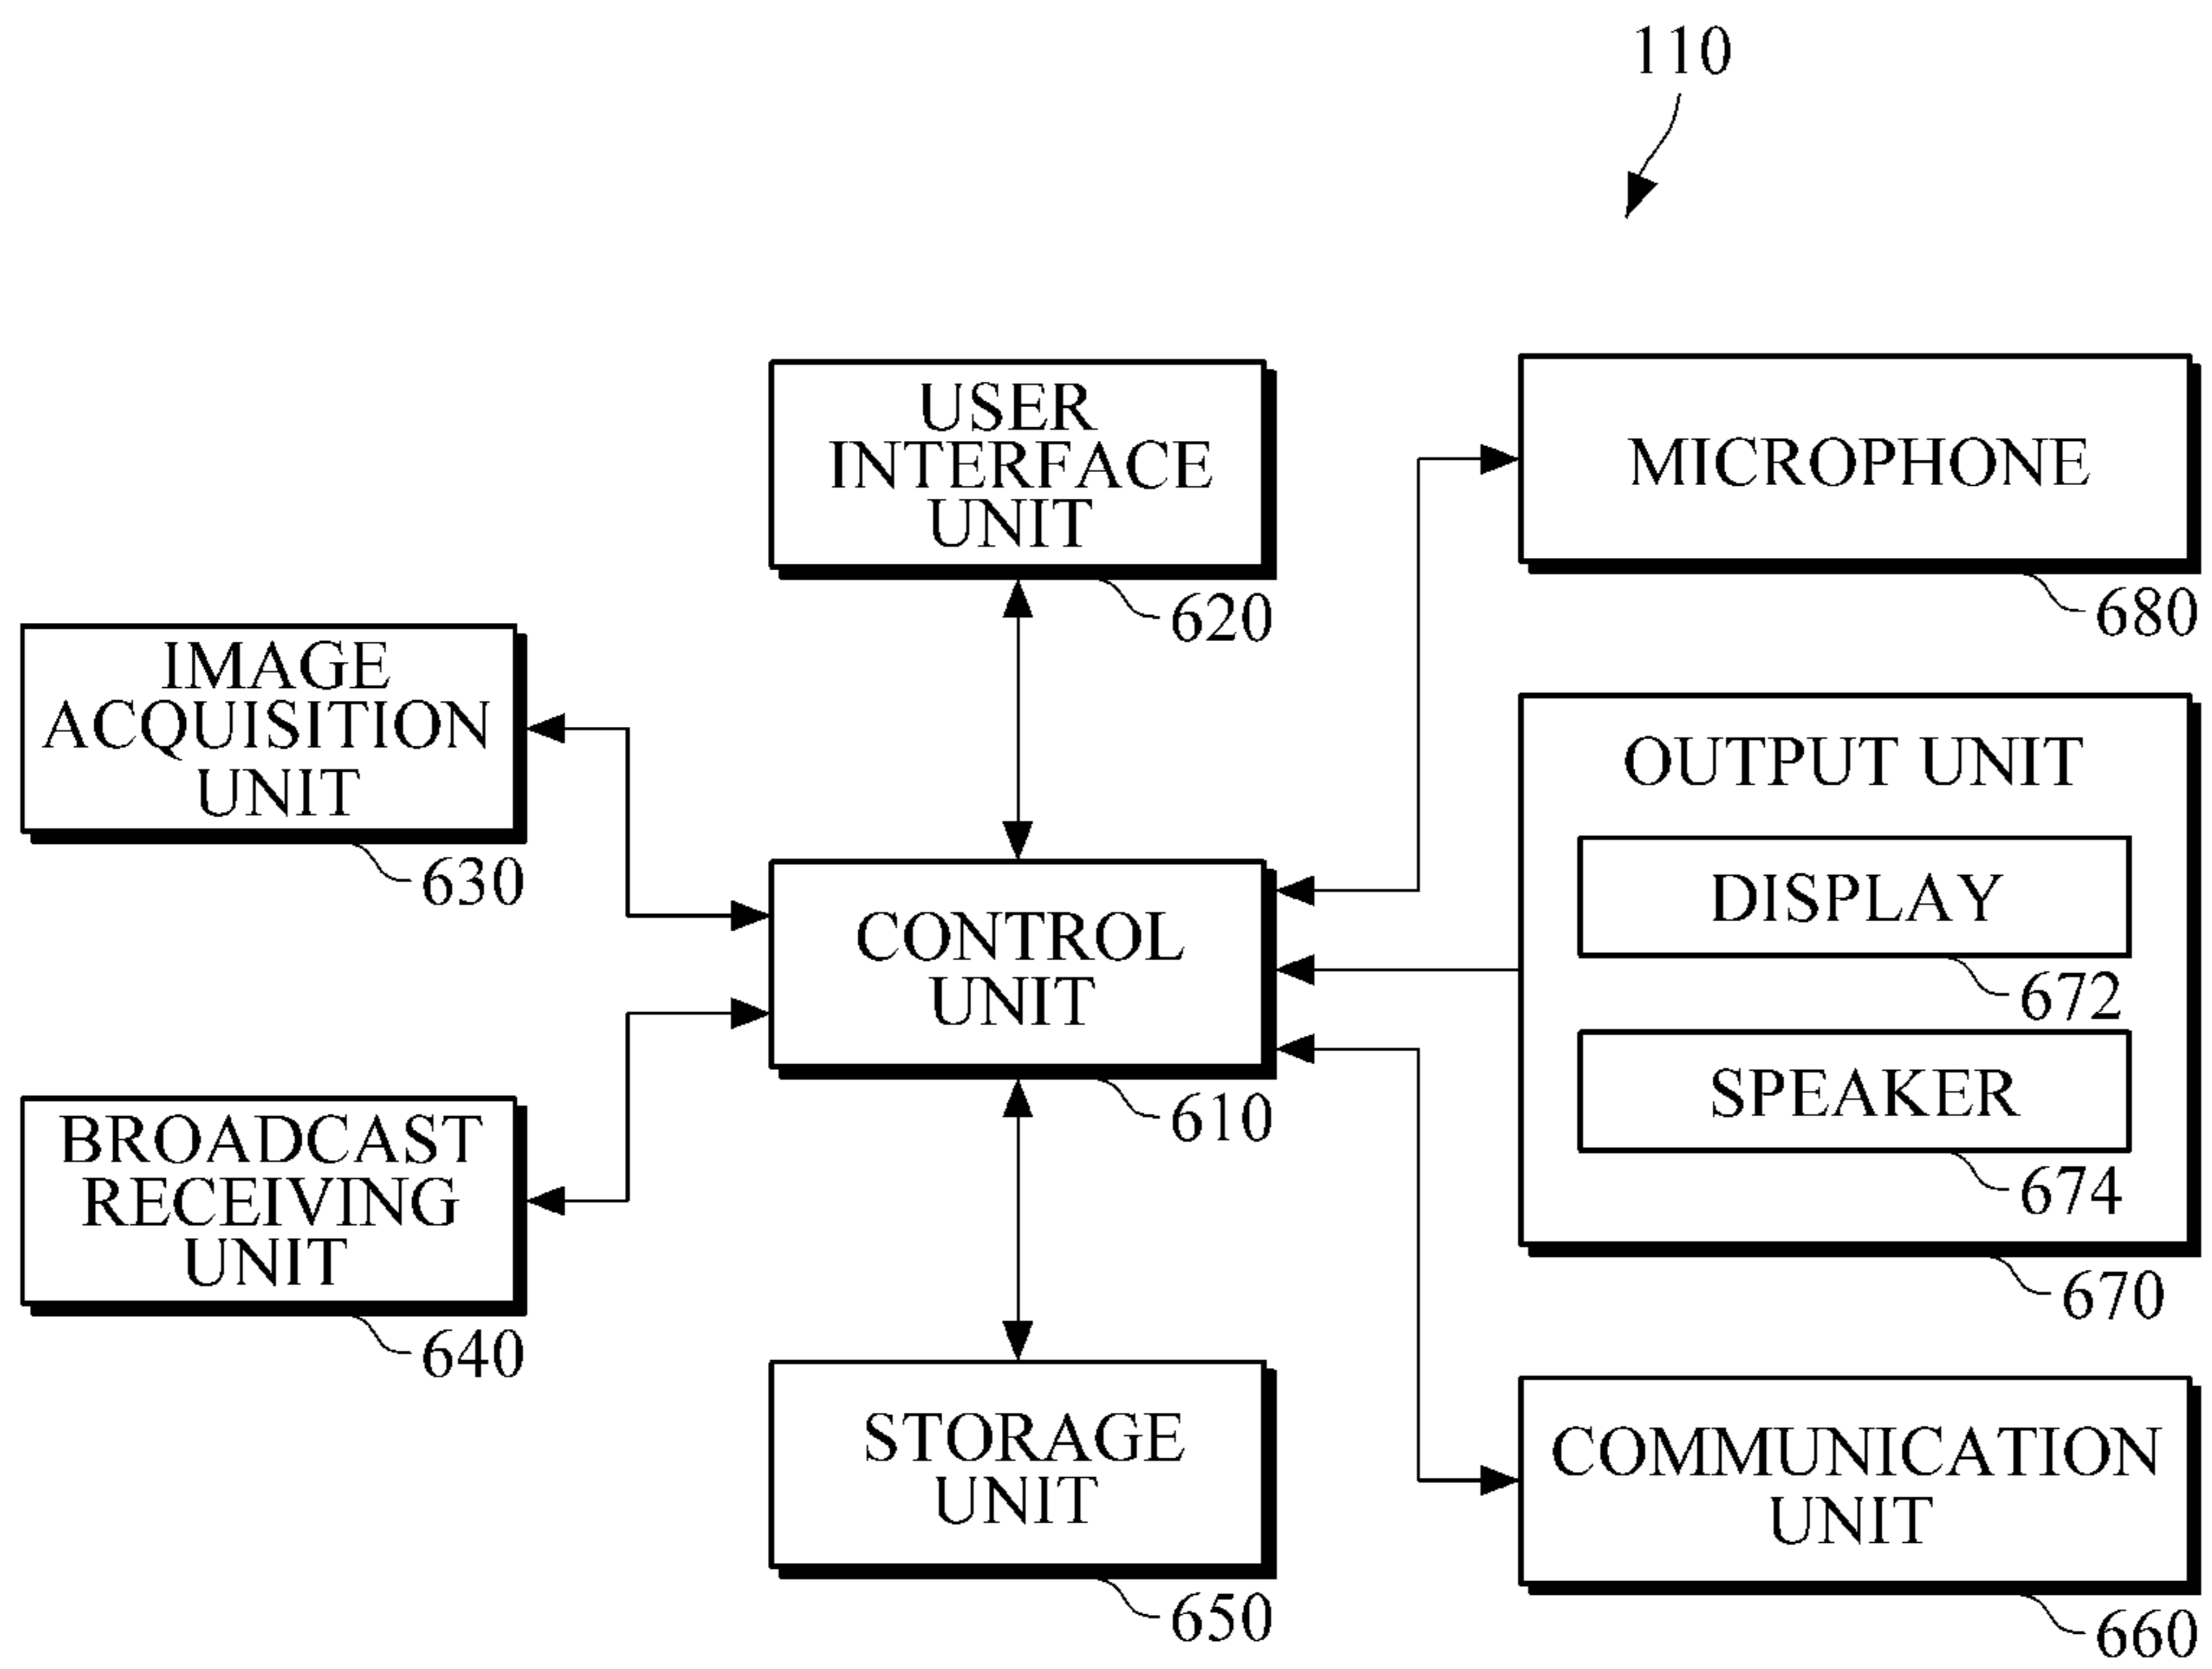 110
USER
INTERFACE
UNIT
620
MICROPHONE
680
IMAGE
ACQUISITION
UNIT
630
OUTPUT UNIT
DISPLAY
672
SPEAKER
674
670
CONTROL
UNIT
610
BROADCAST
RECEIVING
UNIT
640
STORAGE
UNIT
650
COMMUNICATION
UNIT
660